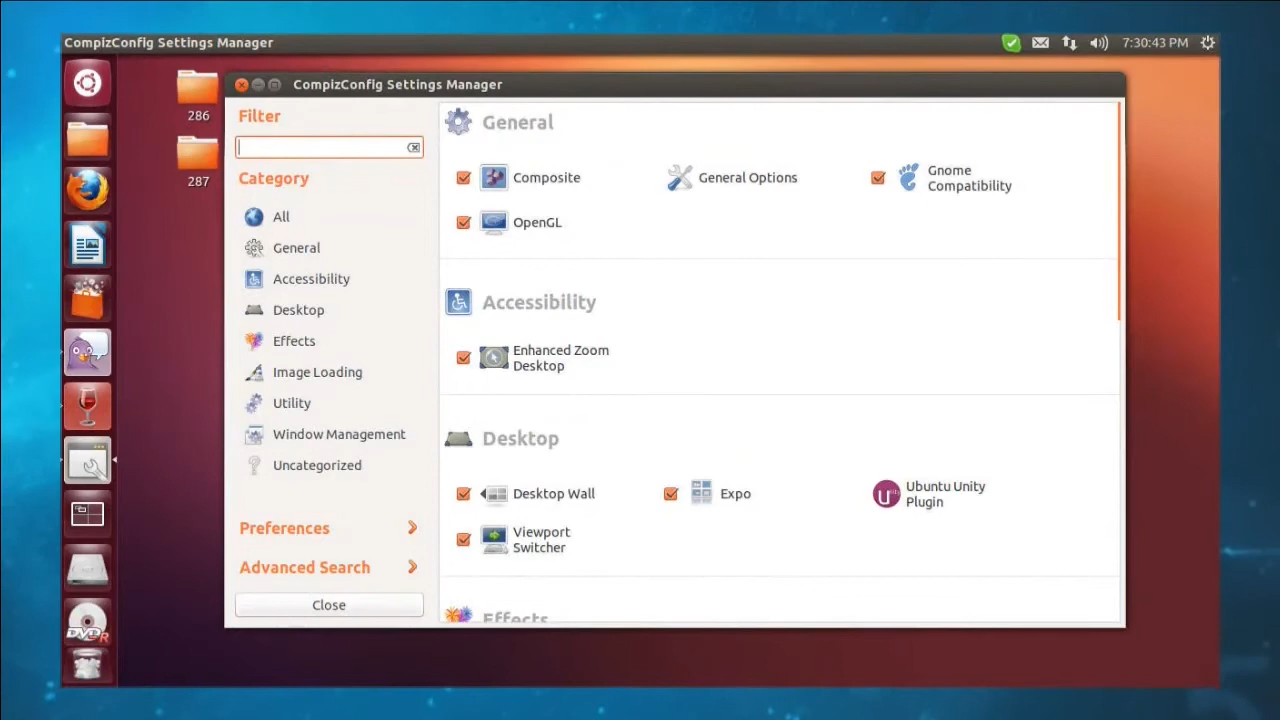 CompizConfig Settings Manager
7:30:43 PM
286
287
CompizConfig Settings Manager
Filter
Category
All
General
Accessibility
Desktop
Effects
Image Loading
Utility
Window Management
Uncategorized
Preferences
Advanced Search
Close
General
Composite
General Options
Gnome
Compatibility
OpenGL
Accessibility
Enhanced Zoom
Desktop
Desktop
Desktop Wall
Expo
Ubuntu Unity
Plugin
Viewport
Switcher
Effects
DVD R